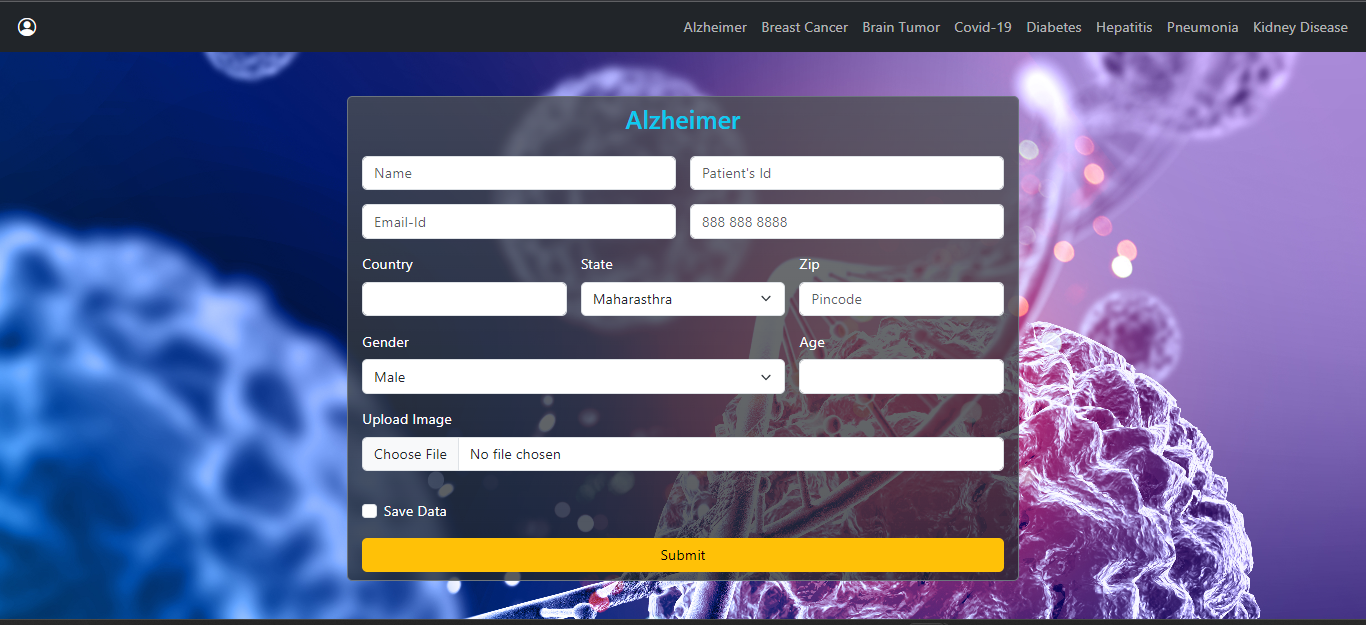 Alzheimer Breast Cancer Brain Tumor Covid-19 Diabetes Hepatitis Pneumonia Kidney Disease
Alzheimer
Name Patient's Id
Email-Id 888 888 8888
Country State Zip
Maharasthra Pincode
Gender Age
Male
Upload Image
Choose File No file chosen
Save Data
Submit